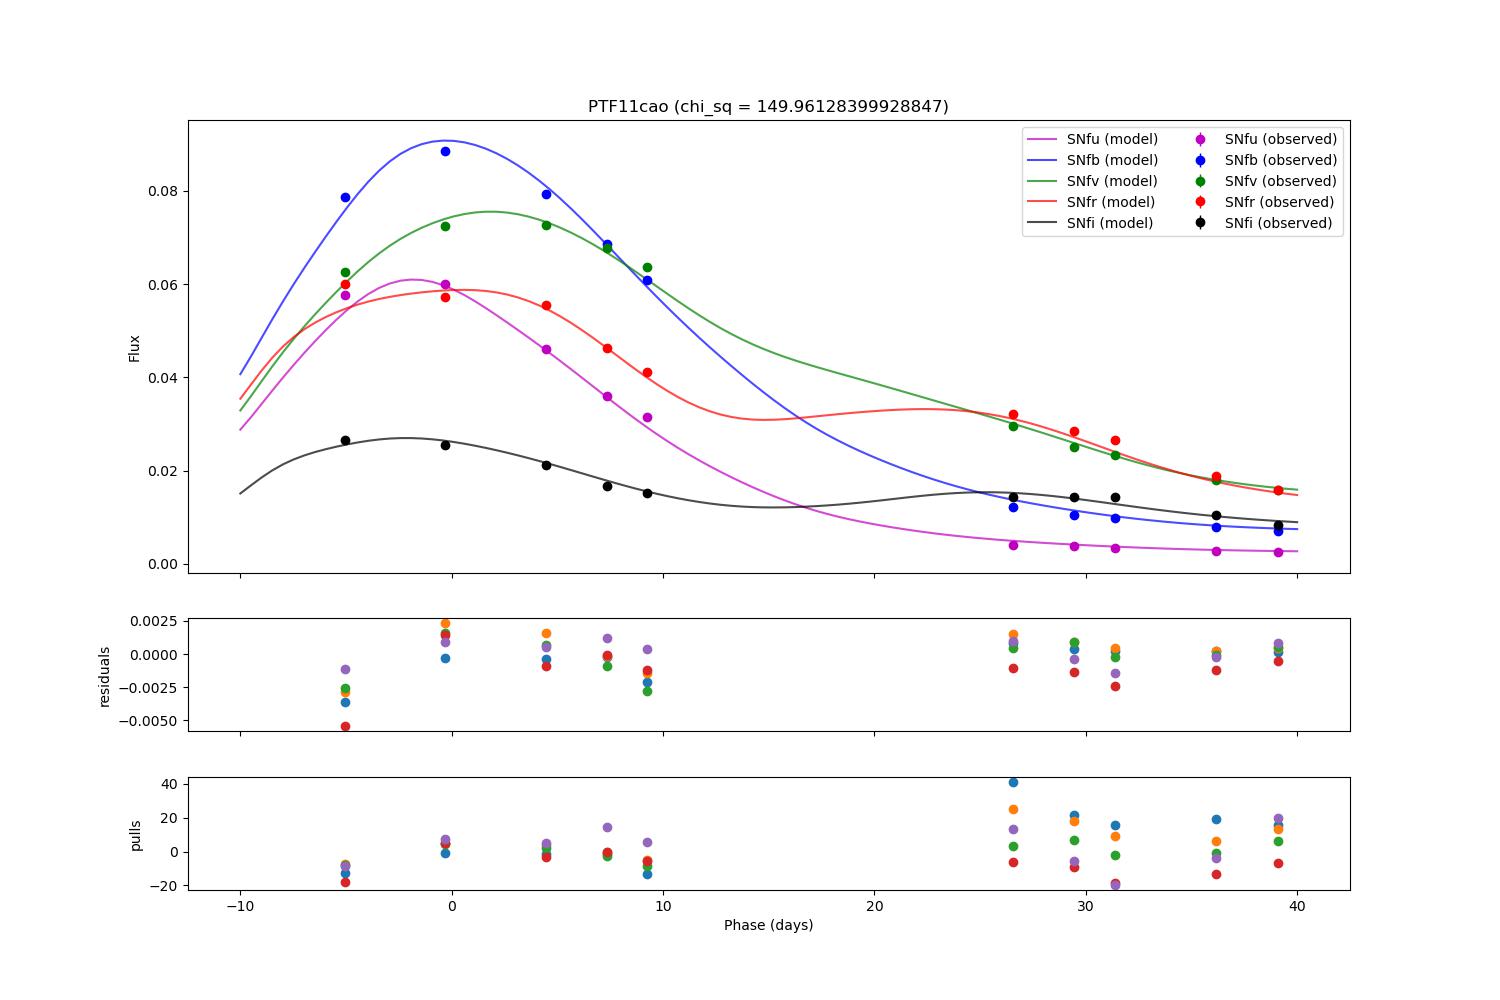 PTF11cao (chi_sq = 149.96128399928847)
SNfu (model) SNfu (observed)
SNfb (model) SNfb (observed)
SNfv (model) SNfv (observed)
SNfr (model) SNfr (observed)
SNfi (model) SNfi (observed)
Flux
0.08
0.06
0.04
0.02
0.00
residuals
0.0025
0.0000
−0.0025
−0.0050
pulls
40
20
0
−20
−10 0 10 20 30 40
Phase (days)